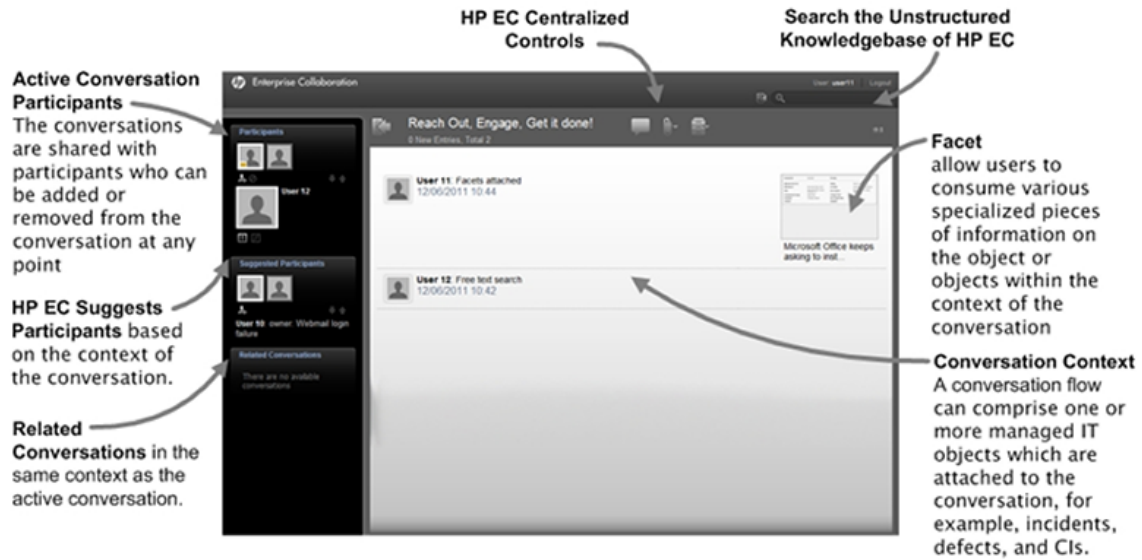 HP EC Centralized
Controls
Search the Unstructured
Knowledgebase of HP EC
Active Conversation
Participants
The conversations
are shared with
participants who can
be added or
removed from the
conversation at any
point
HP EC Suggests
Participants based
on the context of
the conversation.
Related
Conversations in the
same context as the
active conversation.
hp Enterprise Collaboration
User: user11 Logout
Participants
User 12
Suggested Participants
User 10: owner: Webmail login
failure
Related Conversations
There are no available
conversations
Reach Out, Engage, Get it done!
0 New Entries, Total 2
User 11: Facets attached
12/06/2011 10:44
Microsoft Office keeps
asking to inst...
User 12: Free text search
12/06/2011 10:42
Facet
allow users to
consume various
specialized pieces
of information on
the object or
objects within the
context of the
conversation
Conversation Context
A conversation flow
can comprise one or
more managed IT
objects which are
attached to the
conversation, for
example, incidents,
defects, and CIs.